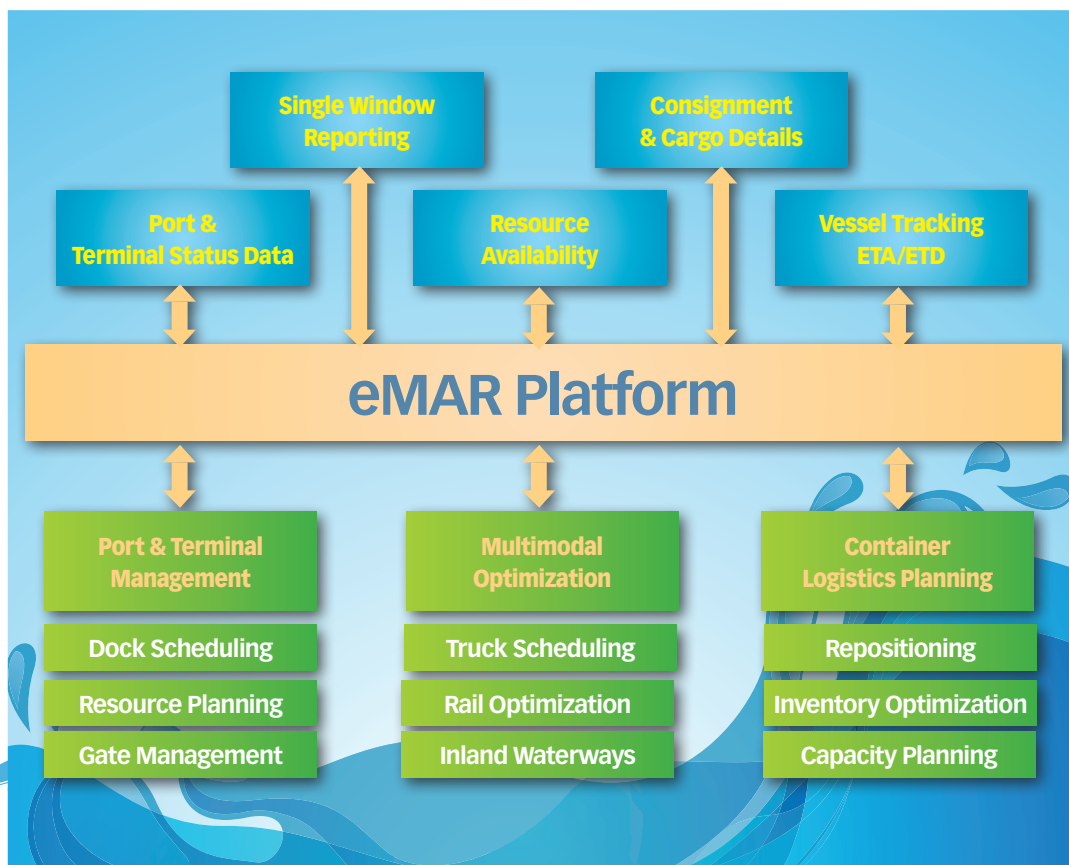 Single Window
Reporting
Consignment
& Cargo Details
Port &
Terminal Status Data
Resource
Availability
Vessel Tracking
ETA/ETD
eMAR Platform
Port & Terminal
Management
Multimodal
Optimization
Container
Logistics Planning
Dock Scheduling
Truck Scheduling
Repositioning
Resource Planning
Rail Optimization
Inventory Optimization
Gate Management
Inland Waterways
Capacity Planning